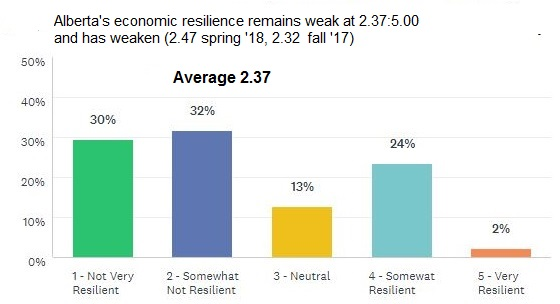 Alberta's economic resilience remains weak at 2.37:5.00
and has weaken (2.47 spring '18, 2.32 fall '17)
Average 2.37
50%
40%
30%
20%
10%
0%
30%
32%
13%
24%
2%
1 - Not Very
Resilient
2 - Somewhat
Not Resilient
3 - Neutral
4 - Somewat
Resilient
5 - Very
Resilient